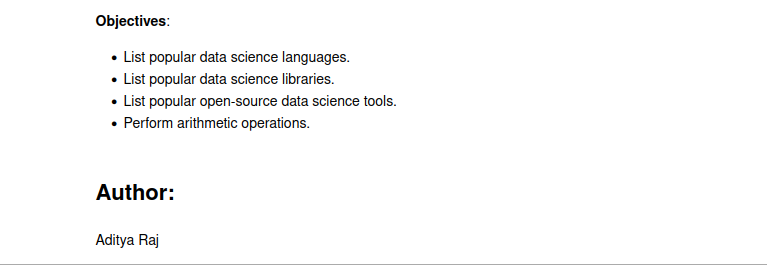 Objectives:
• List popular data science languages.
• List popular data science libraries.
• List popular open-source data science tools.
• Perform arithmetic operations.
Author:
Aditya Raj